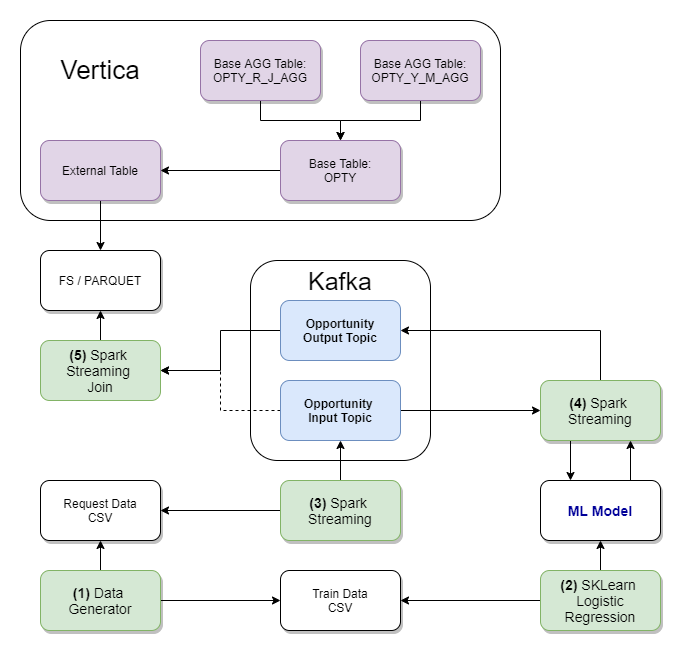 Vertica
Base AGG Table:
OPTY_R_J_AGG
Base AGG Table:
OPTY_Y_M_AGG
External Table
Base Table:
OPTY
FS / PARQUET
Kafka
Opportunity
Output Topic
(5) Spark
Streaming
Join
Opportunity
Input Topic
(4) Spark
Streaming
Request Data
CSV
(3) Spark
Streaming
ML Model
(1) Data
Generator
Train Data
CSV
(2) SKLearn
Logistic
Regression